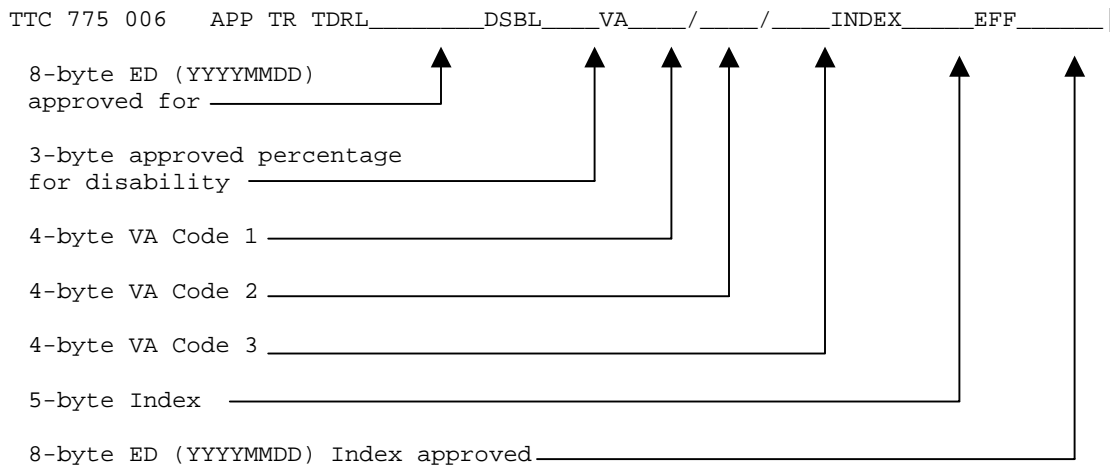 TTC 775 006   APP TR TDRL________DSBL____VA____/____/____INDEX_____EFF______|
8-byte ED (YYYYMMDD)
approved for
3-byte approved percentage
for disability
4-byte VA Code 1
4-byte VA Code 2
4-byte VA Code 3
5-byte Index
8-byte ED (YYYYMMDD) Index approved